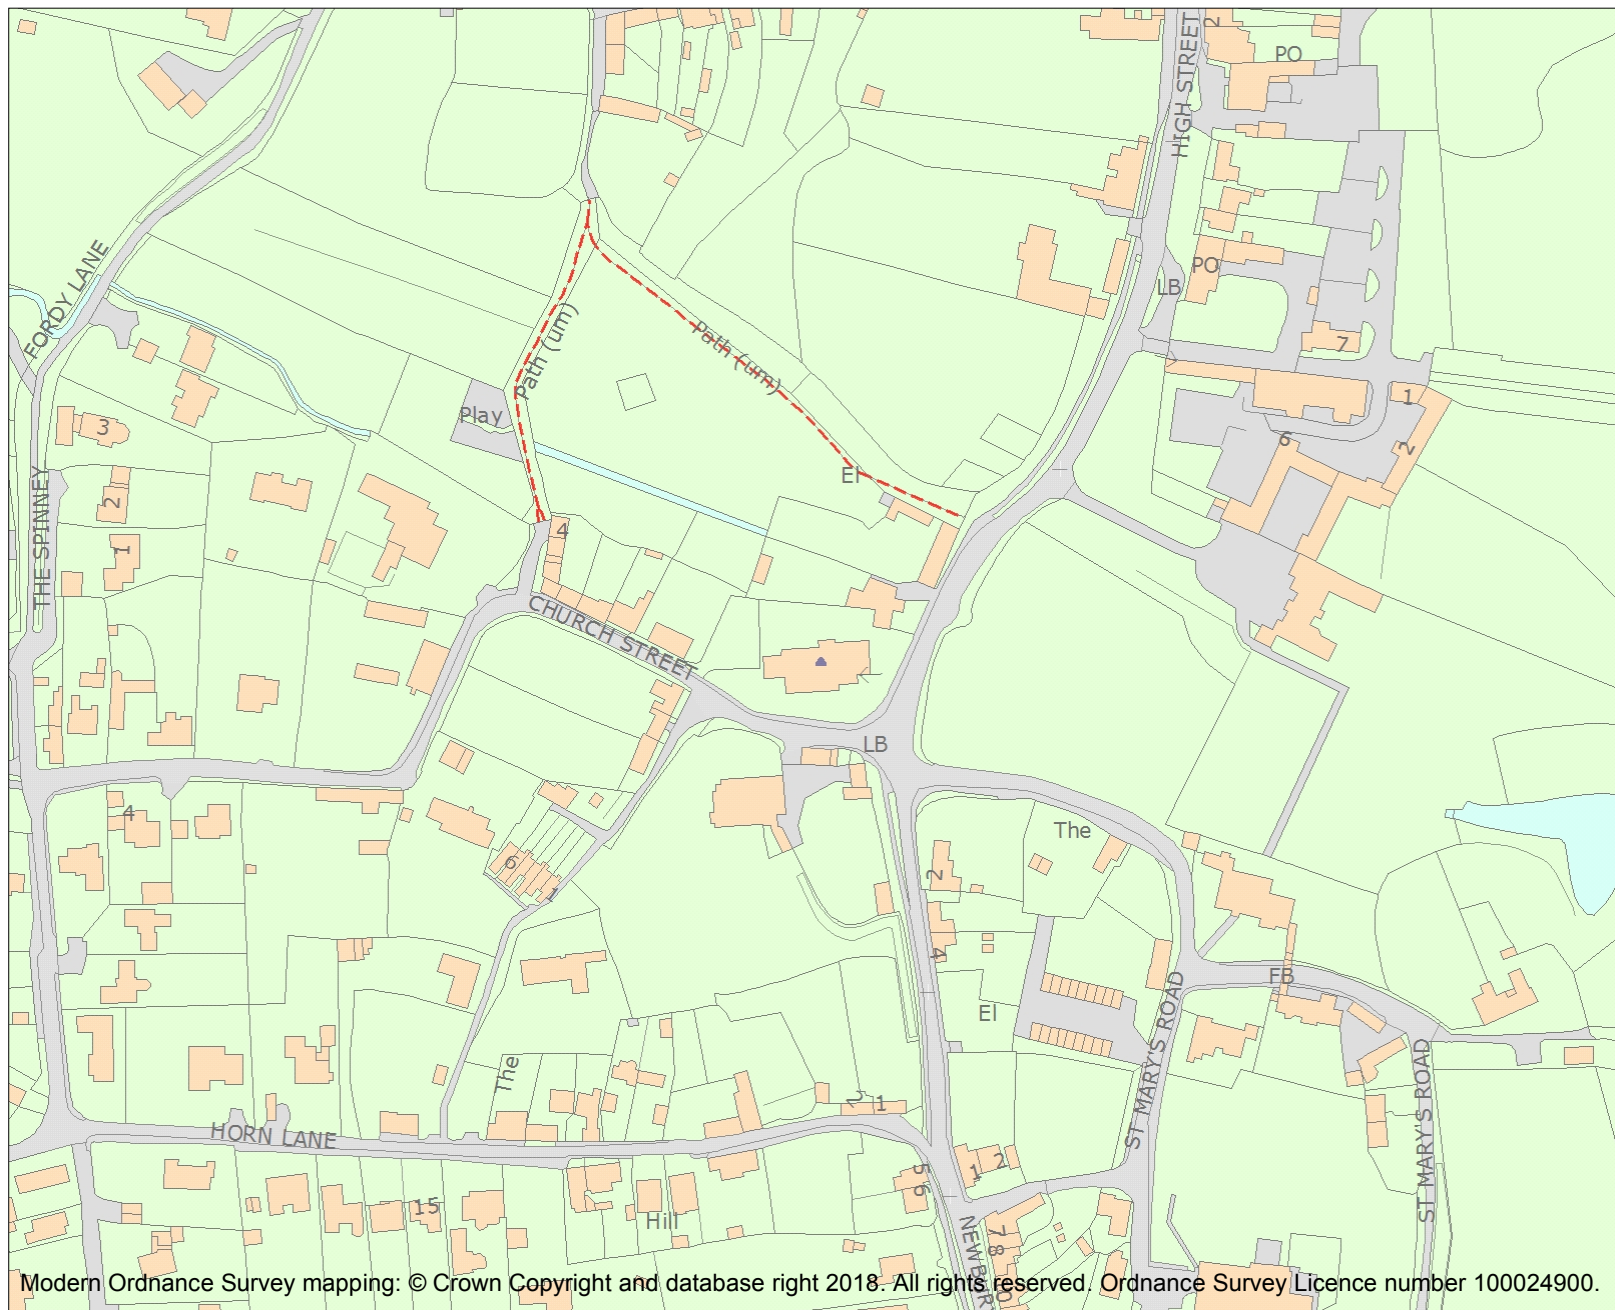 HIGH STREET
2
PO
FORDY LANE
PO
LB
Path (um)
Path (um)
7
Play
1
3
6
2
El
THE SPINNEY
2
4
1
CHURCH STREET
LB
4
The
6
1
2
4
FB
El
ST MARY'S ROAD
The
ST MARY'S ROAD
2
1
HORN LANE
1
2
5 6
15
Hill
7 8
Modern Ordnance Survey mapping: © Crown Copyright and database right 2018. All rights reserved. Ordnance Survey Licence number 100024900.